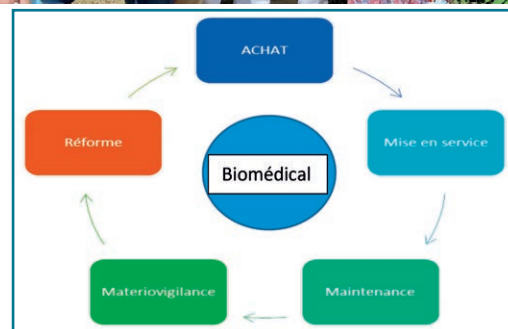 ACHAT
Mise en service
Maintenance
Materiovigilance
Réforme
Biomédical